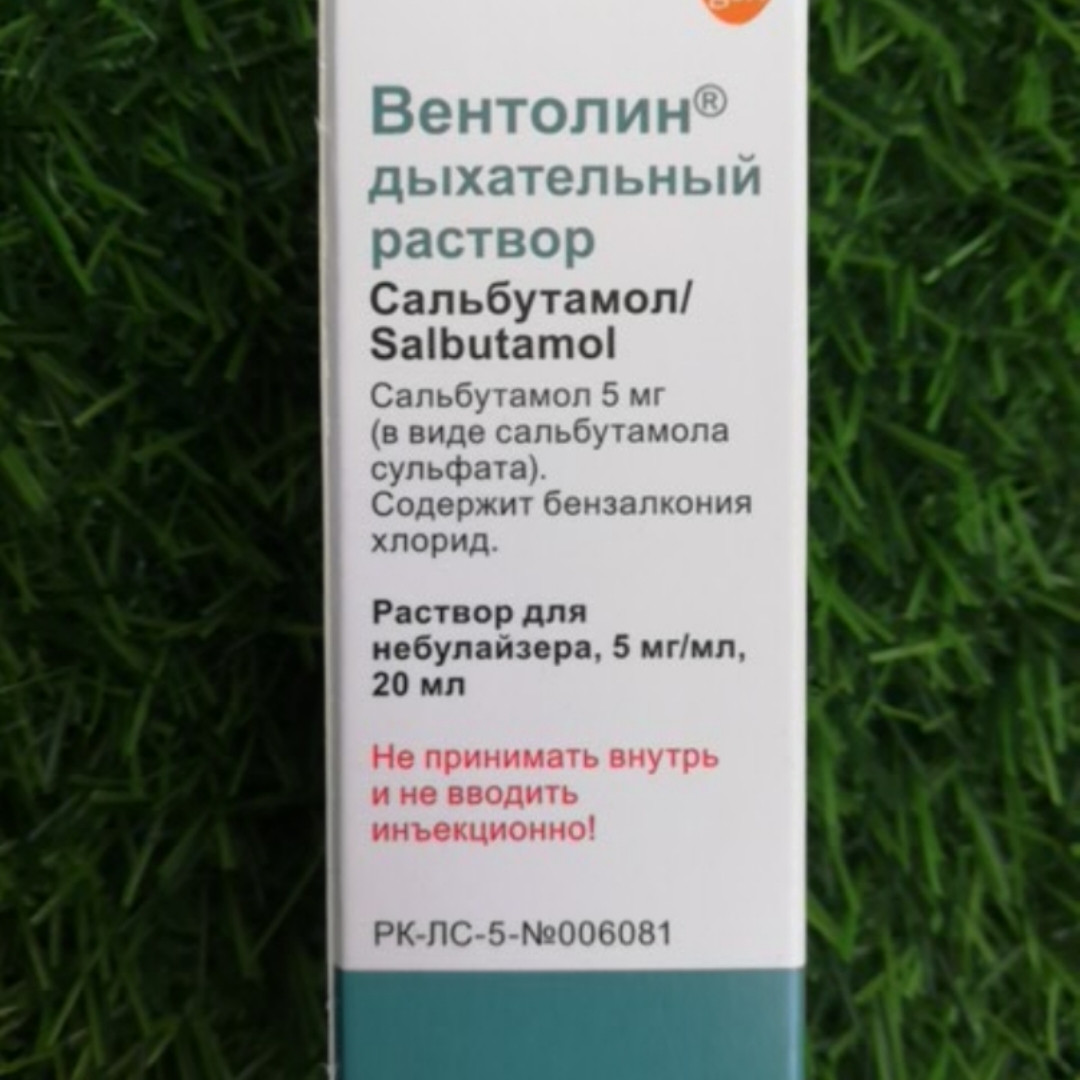 Вентолин®
дыхательный
раствор
Сальбутамол/
Salbutamol
Сальбутамол 5 мг
(в виде сальбутамола
сульфата).
Содержит бензалкония
хлорид.
Раствор для
небулайзера, 5 мг/мл,
20 мл
Не принимать внутрь
и не вводить
инъекционно!
РК-ЛС-5-№006081